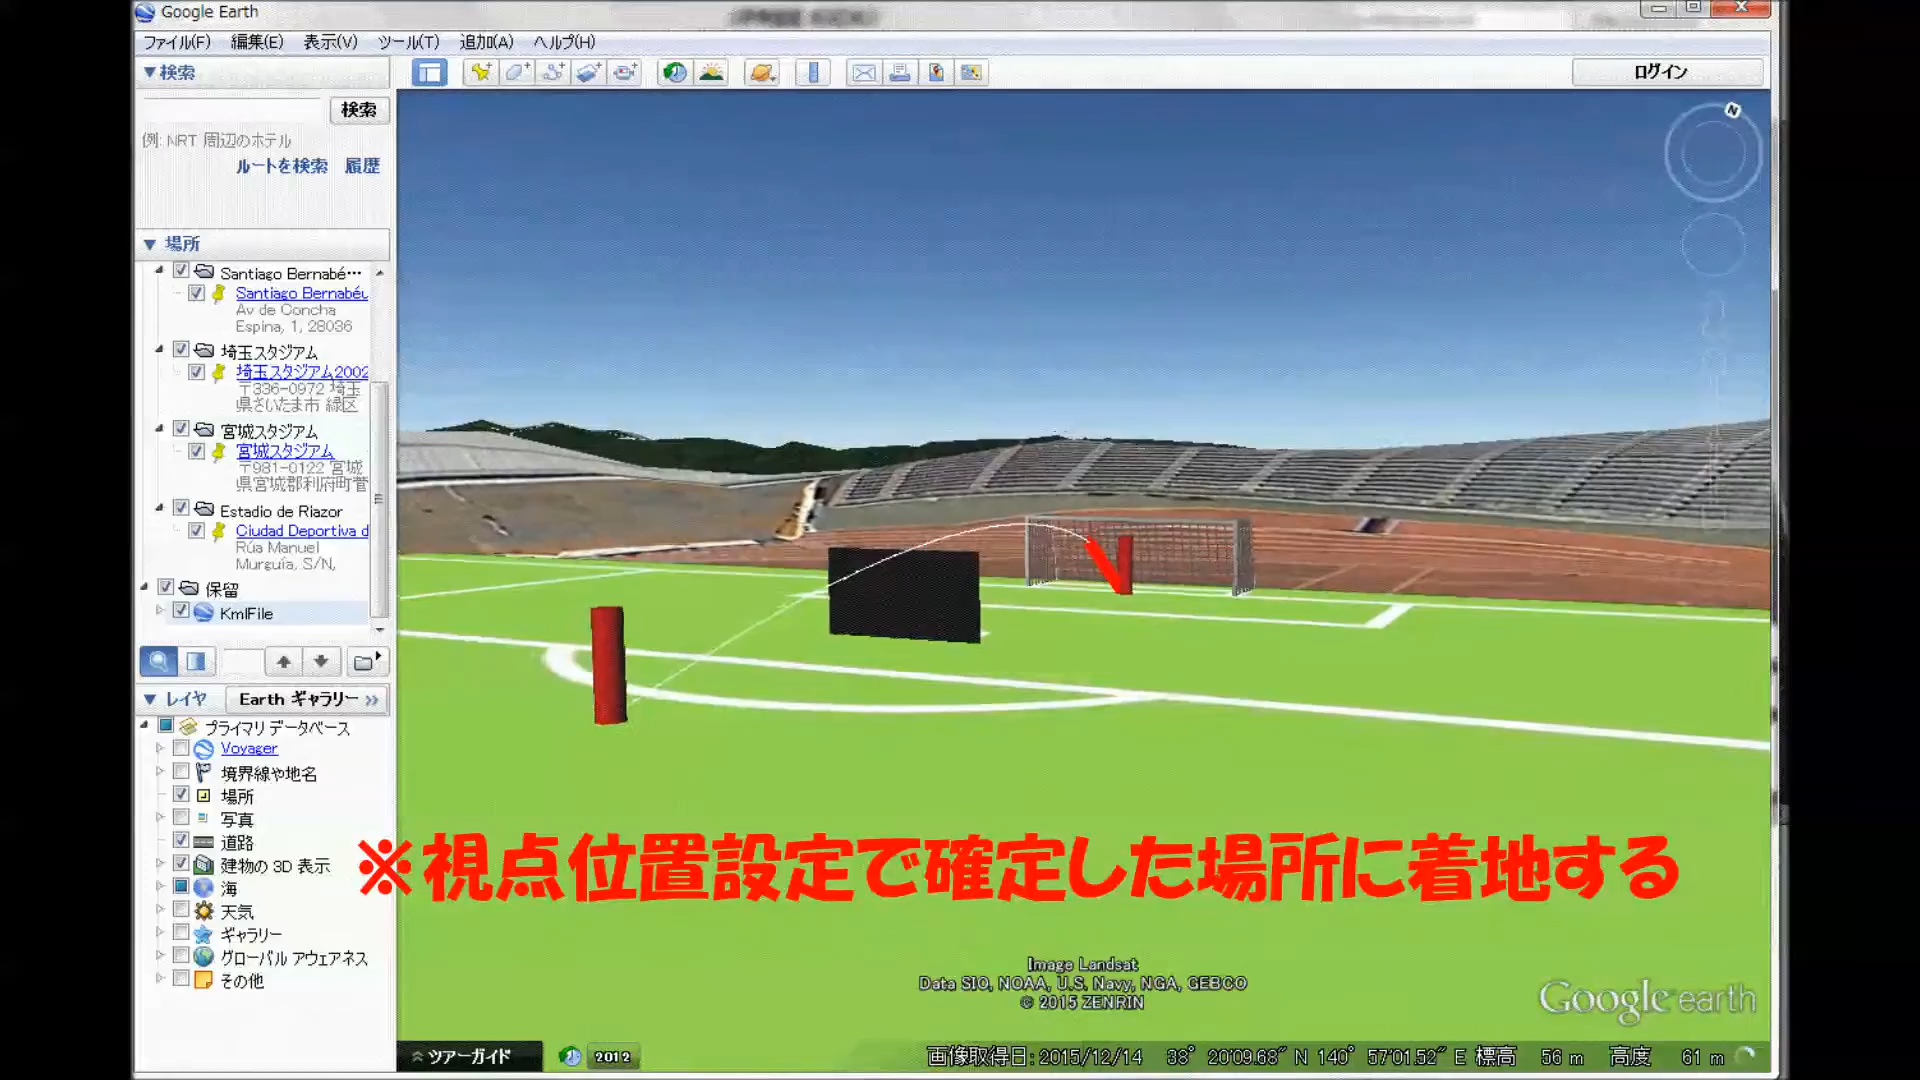 Google Earth
ファイル(F) 編集(E) 表示(V) ツール(T) 追加(A) ヘルプ(H)
▼検索
ログイン
検索
例: NRT 周辺のホテル
ルートを検索 履歴
▼ 場所
Santiago Bernabé…
Santiago Bernabéu
Av de Concha
Espina, 1, 28036
埼玉スタジアム
埼玉スタジアム2002
〒336-0972 埼玉
県さいたま市 緑区
宮城スタジアム
宮城スタジアム
〒981-0122 宮城
県宮城郡利府町菅
Estadio de Riazor
Ciudad Deportiva d
Rúa Manuel
Murguía, S/N,
保留
KmlFile
▼ レイヤ Earth ギャラリー >>
プライマリ データベース
Voyager
境界線や地名
場所
写真
道路
建物の 3D 表示
海
天気
ギャラリー
グローバル アウェアネス
その他
N
※視点位置設定で確定した場所に着地する
Image Landsat
Data SIO, NOAA, U.S. Navy, NGA, GEBCO
© 2015 ZENRIN
Google earth
ツアーガイド 2012
画像取得日: 2015/12/14 38° 20'09.68" N 140° 57'01.52" E 標高 56 m 高度 61 m